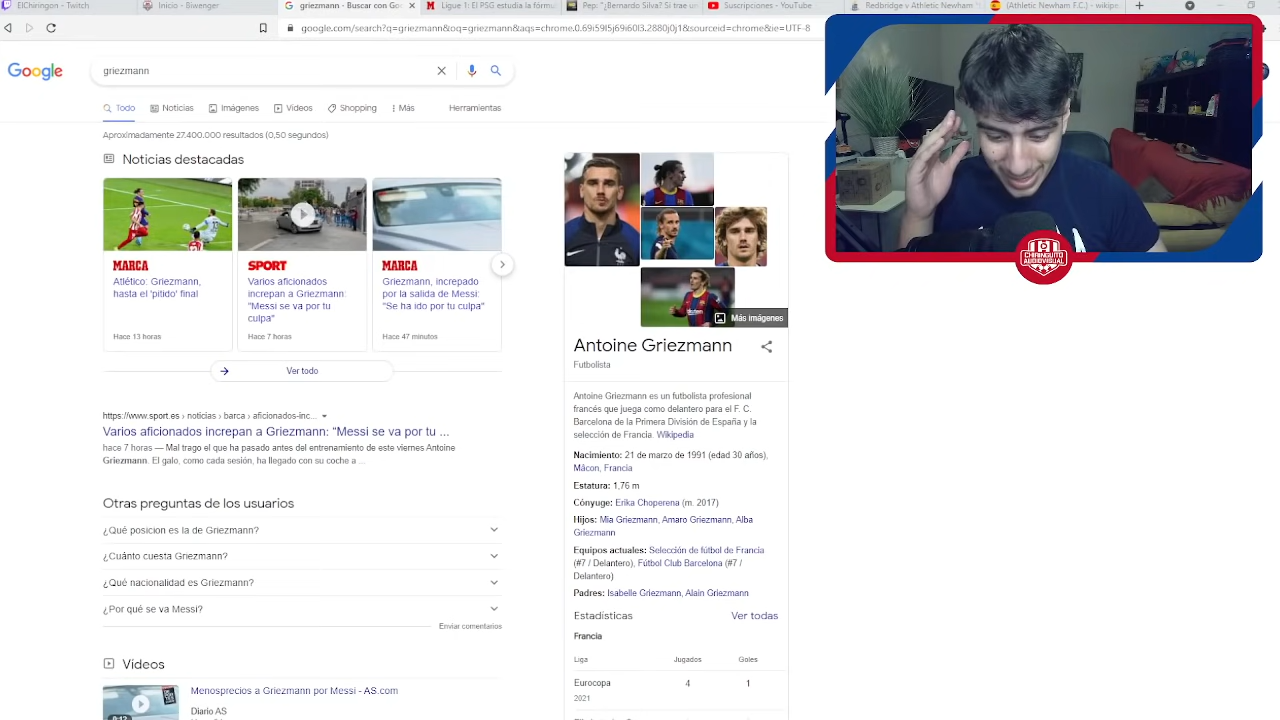 ElChiringon - Twitch
Inicio - Biwenger
griezmann - Buscar con Goo
Ligue 1: El PSG estudia la fórmu
Pep: "¿Bernardo Silva? Si trae un
Suscripciones - YouTube
Redbridge v Athletic Newham
(Athletic Newham F.C.) - wikipe
google.com/search?q=griezmann&oq=griezmann&aqs=chrome.0.69i59l5j69i60l3.2880j0j1&sourceid=chrome&ie=UTF-8
Google
griezmann
Todo
Noticias
Imágenes
Vídeos
Shopping
Más
Herramientas
Aproximadamente 27.400.000 resultados (0,50 segundos)
Noticias destacadas
MARCA
Atlético: Griezmann,
hasta el 'pitido' final
Hace 13 horas
SPORT
Varios aficionados
increpan a Griezmann:
"Messi se va por tu
culpa"
Hace 7 horas
MARCA
Griezmann, increpado
por la salida de Messi:
"Se ha ido por tu culpa"
Hace 47 minutos
Ver todo
https://www.sport.es › noticias › barca › aficionados-inc...
Varios aficionados increpan a Griezmann: "Messi se va por tu ...
hace 7 horas — Mal trago el que ha pasado antes del entrenamiento de este viernes Antoine
Griezmann. El galo, como cada sesión, ha llegado con su coche a ...
Otras preguntas de los usuarios
¿Qué posicion es la de Griezmann?
¿Cuánto cuesta Griezmann?
¿Qué nacionalidad es Griezmann?
¿Por qué se va Messi?
Enviar comentarios
Vídeos
0:12
Menosprecios a Griezmann por Messi - AS.com
Diario AS
Más imágenes
Antoine Griezmann
Futbolista
Antoine Griezmann es un futbolista profesional
francés que juega como delantero para el F. C.
Barcelona de la Primera División de España y la
selección de Francia. Wikipedia
Nacimiento: 21 de marzo de 1991 (edad 30 años),
Mâcon, Francia
Estatura: 1,76 m
Cónyuge: Erika Choperena (m. 2017)
Hijos: Mia Griezmann, Amaro Griezmann, Alba
Griezmann
Equipos actuales: Selección de fútbol de Francia
(#7 / Delantero), Fútbol Club Barcelona (#7 /
Delantero)
Padres: Isabelle Griezmann, Alain Griezmann
Estadísticas
Ver todas
Francia
Liga Jugados Goles
Eurocopa 4 1
2021
CHIRINGUITO
AUDIOVISUAL